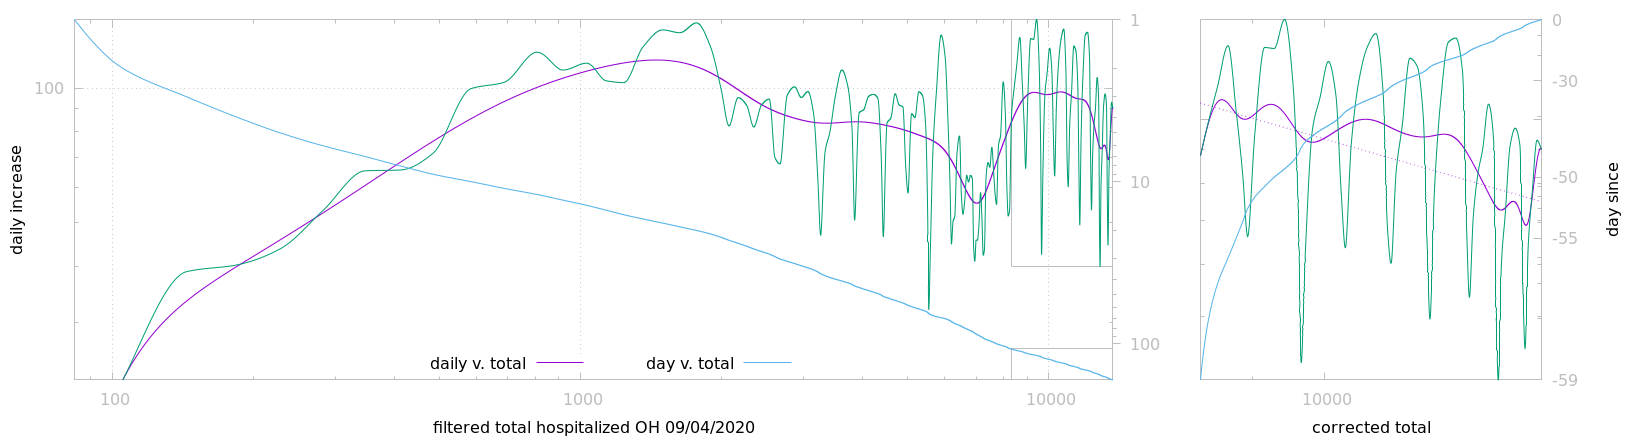 daily increase
100
daily v. total
day v. total
100
1000
10000
filtered total hospitalized OH 09/04/2020
1
10
100
0
-30
-50
-55
-59
day since
10000
corrected total